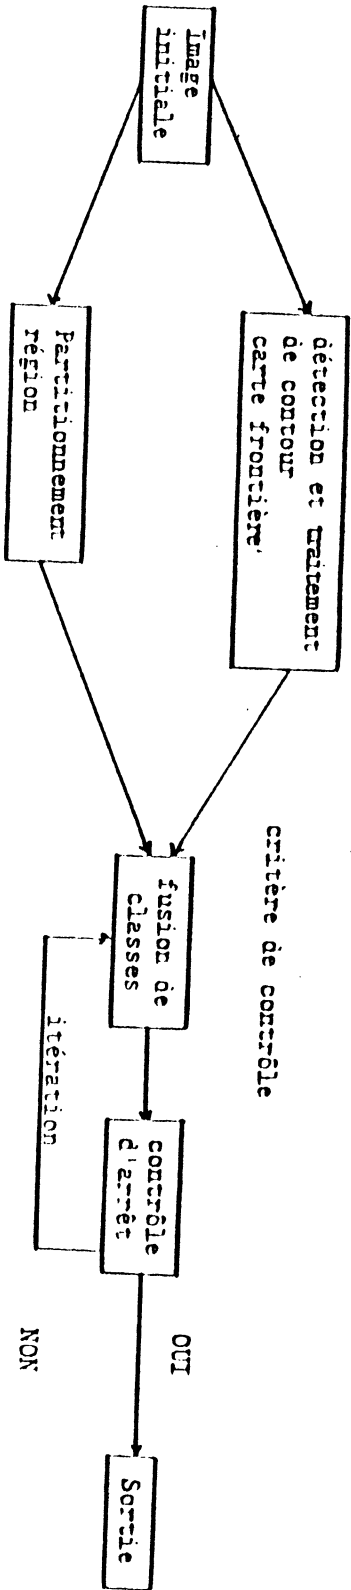 image
initiale
détection et traitement
de contour
carte frontière'
Partitionnement
région
critère de contrôle
fusion de
classes
itération
contrôle
d'arrêt
OUI
NON
Sortie